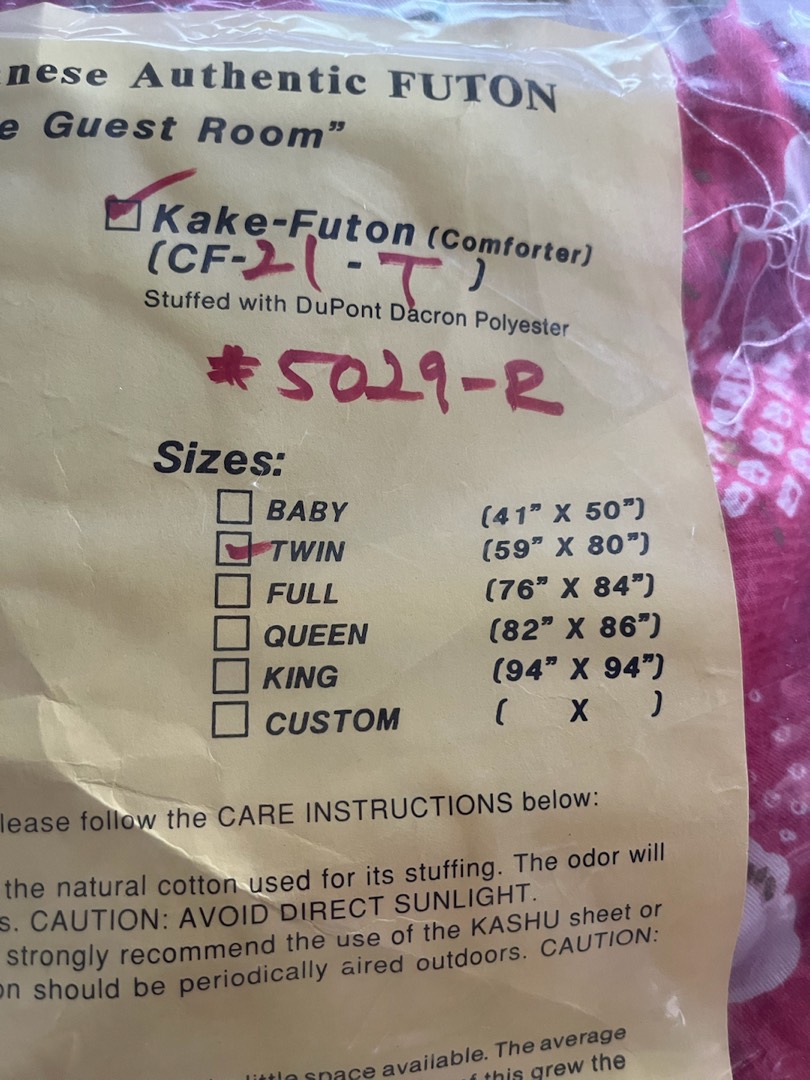 nese Authentic FUTON
e Guest Room”
Kake-Futon (Comforter)
(CF-21-T)
Stuffed with DuPont Dacron Polyester
#5029-R
Sizes:
BABY (41” X 50”)
TWIN (59” X 80”)
FULL (76” X 84”)
QUEEN (82” X 86”)
KING (94” X 94”)
CUSTOM ( X )
lease follow the CARE INSTRUCTIONS below:
the natural cotton used for its stuffing. The odor will
s. CAUTION: AVOID DIRECT SUNLIGHT.
strongly recommend the use of the KASHU sheet or
on should be periodically aired outdoors. CAUTION:
little space available. The average
this grew the